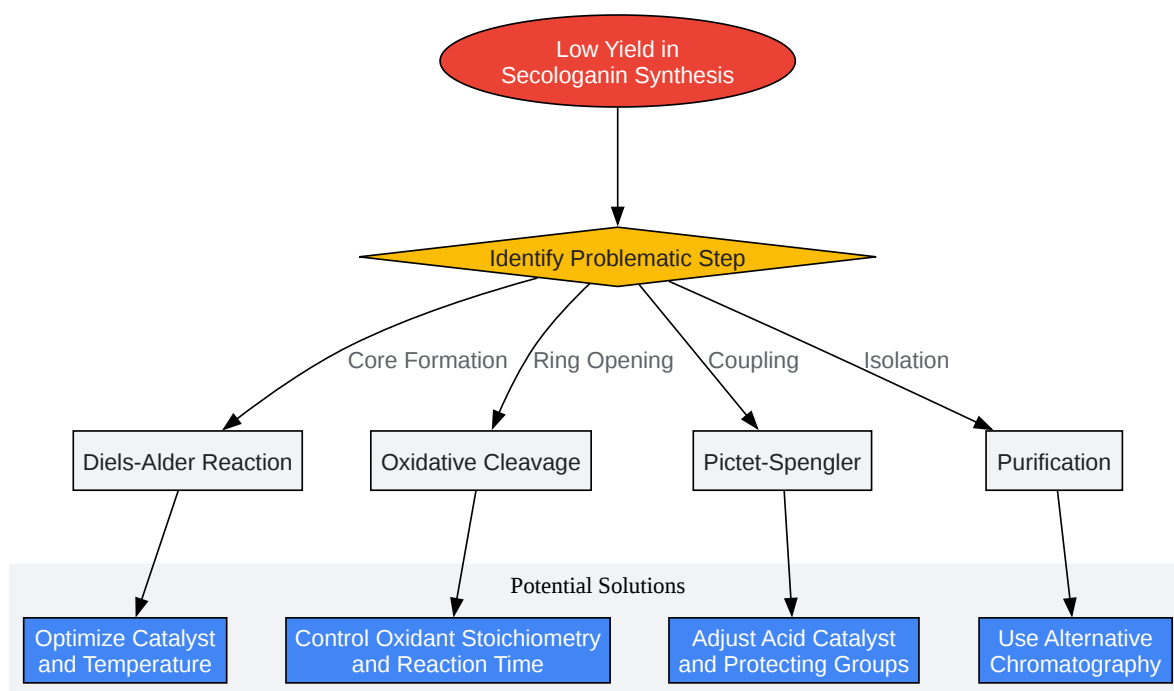 Low Yield in
Secologanin Synthesis
Identify Problematic Step
Core Formation
Ring Opening
Coupling
Isolation
Diels-Alder Reaction
Oxidative Cleavage
Pictet-Spengler
Purification
Potential Solutions
Optimize Catalyst
and Temperature
Control Oxidant Stoichiometry
and Reaction Time
Adjust Acid Catalyst
and Protecting Groups
Use Alternative
Chromatography